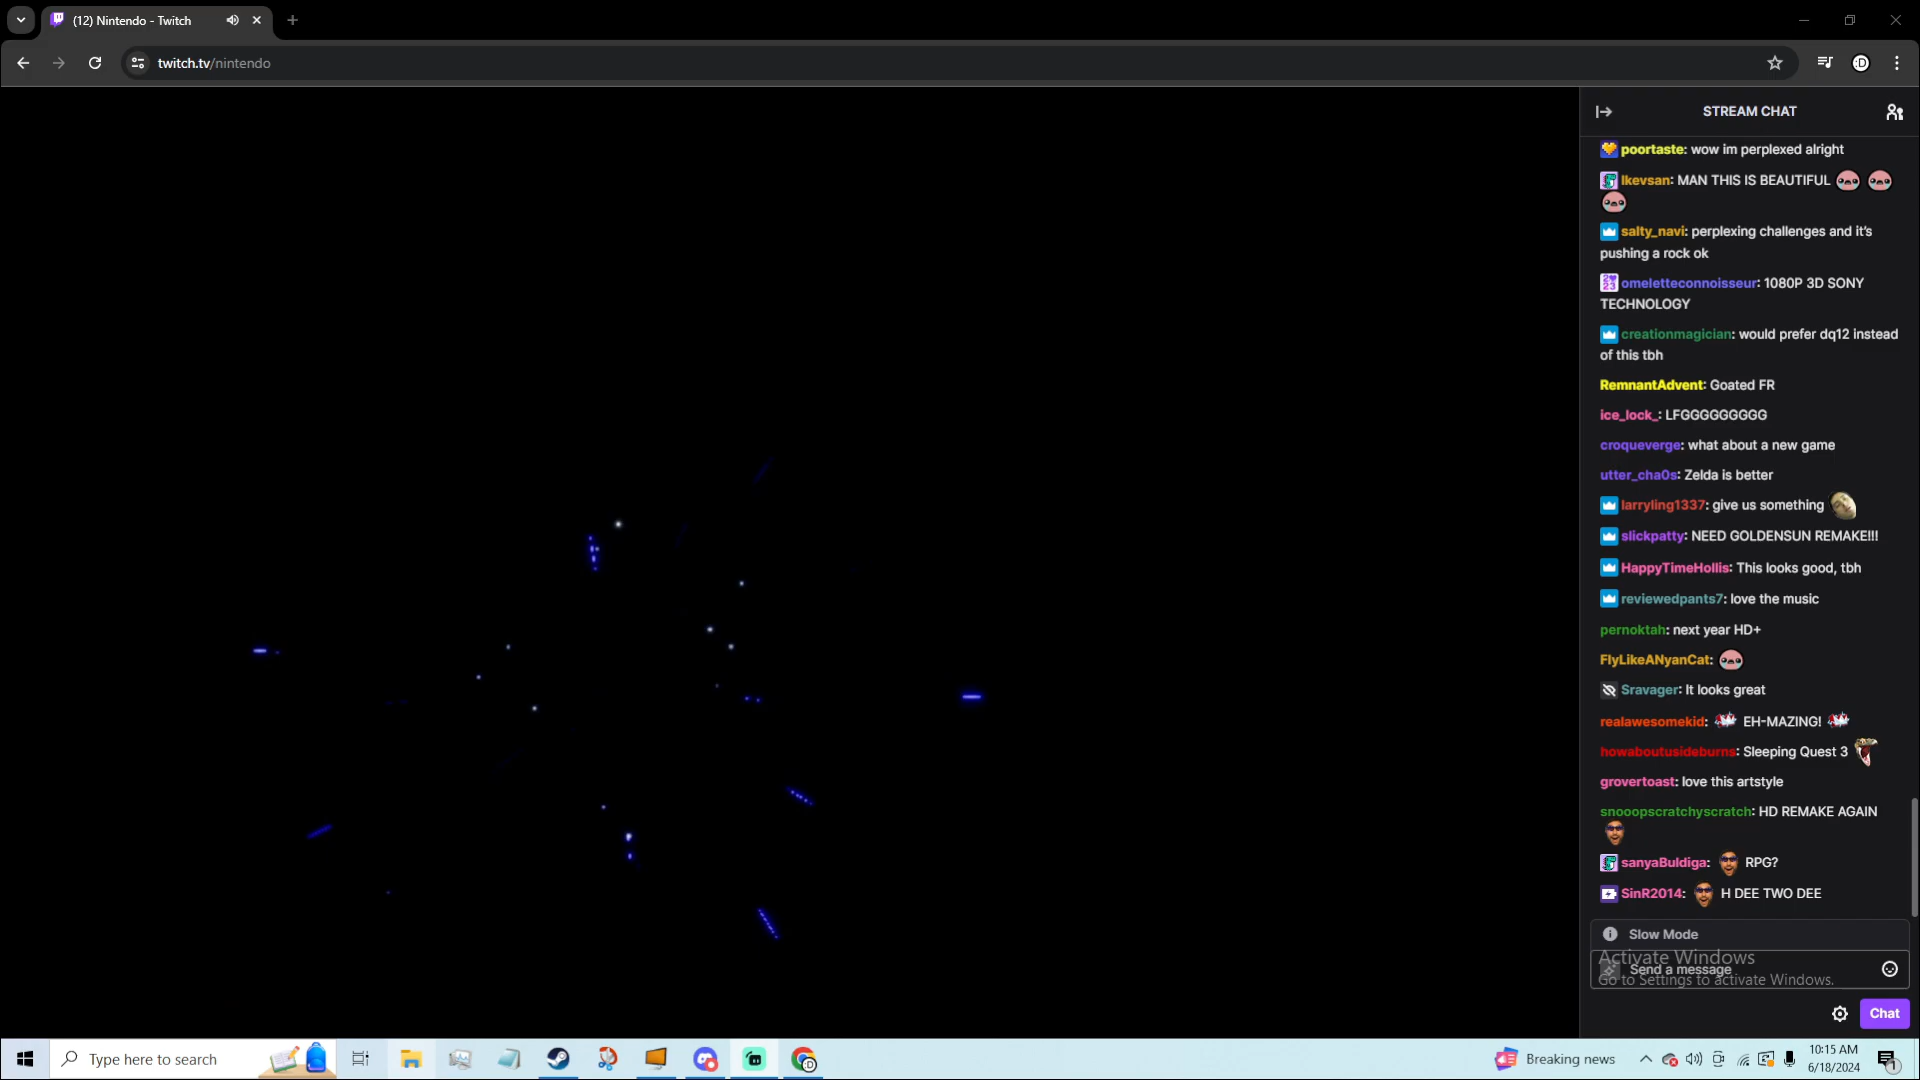 (12) Nintendo - Twitch
twitch.tv/nintendo
STREAM CHAT
poortaste: wow im perplexed alright
lkevsan: MAN THIS IS BEAUTIFUL
salty_navi: perplexing challenges and it's
pushing a rock ok
omeletteconnoisseur: 1080P 3D SONY
TECHNOLOGY
creationmagician: would prefer dq12 instead
of this tbh
RemnantAdvent: Goated FR
ice_lock_: LFGGGGGGGGG
croqueverge: what about a new game
utter_cha0s: Zelda is better
larryling1337: give us something
slickpatty: NEED GOLDENSUN REMAKE!!!
HappyTimeHollis: This looks good, tbh
reviewedpants7: love the music
pernoktah: next year HD+
FlyLikeANyanCat:
Sravager: It looks great
realawesomekid: EH-MAZING!
howaboutusideburns: Sleeping Quest 3
grovertoast: love this artstyle
snooopscratchyscratch: HD REMAKE AGAIN
sanyaBuldiga: RPG?
SinR2014: H DEE TWO DEE
Slow Mode
Activate Windows
Send a message
Go to Settings to activate Windows.
Chat
Type here to search
Breaking news
10:15 AM
6/18/2024
1